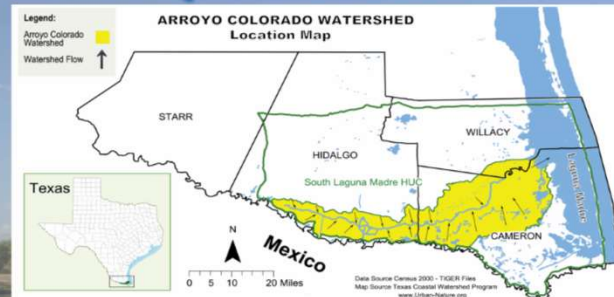 ARROYO COLORADO WATERSHED
Location Map
Legend:
Arroyo Colorado
Watershed
Watershed Flow
STARR
HIDALGO
WILLACY
South Laguna Madre HUC
CAMERON
Laguna Madre
Texas
Mexico
N
0 5 10 20 Miles
Data Source Census 2000 - TIGER Files
Map Source Texas Coastal Watershed Program
www.Urban-Nature.org